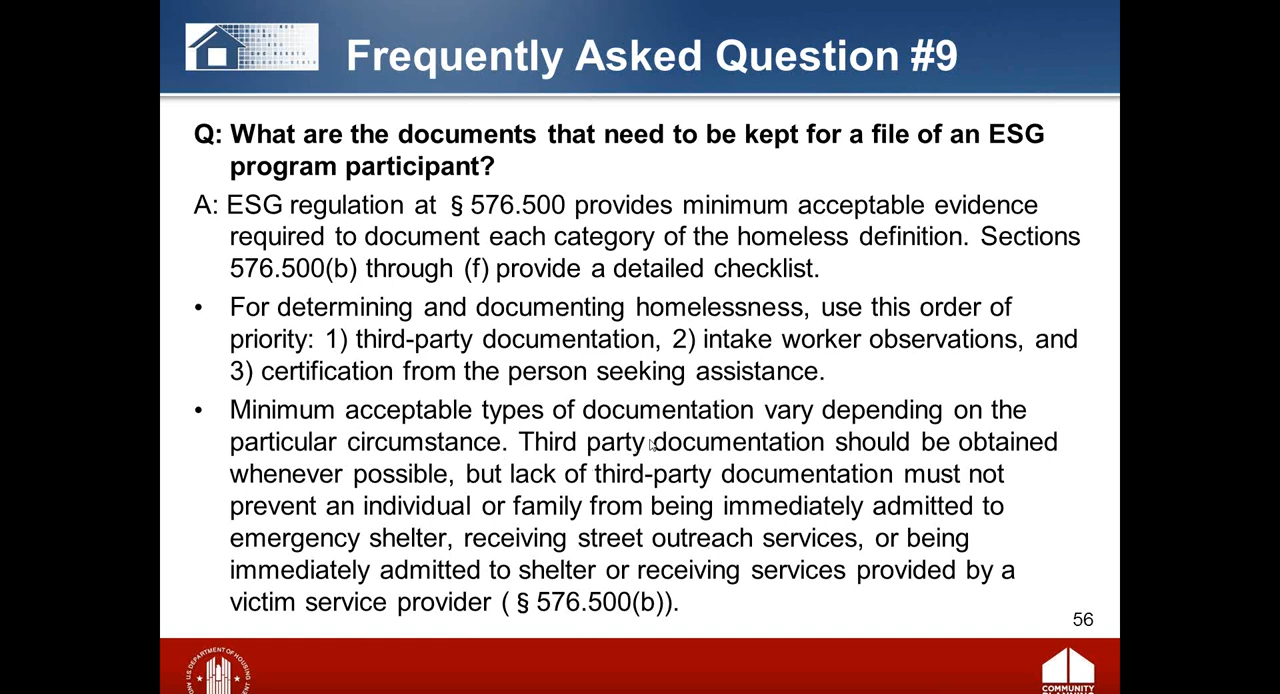 Frequently Asked Question #9
Q: What are the documents that need to be kept for a file of an ESG
program participant?
A: ESG regulation at § 576.500 provides minimum acceptable evidence
required to document each category of the homeless definition. Sections
576.500(b) through (f) provide a detailed checklist.
• For determining and documenting homelessness, use this order of
priority: 1) third-party documentation, 2) intake worker observations, and
3) certification from the person seeking assistance.
• Minimum acceptable types of documentation vary depending on the
particular circumstance. Third party documentation should be obtained
whenever possible, but lack of third-party documentation must not
prevent an individual or family from being immediately admitted to
emergency shelter, receiving street outreach services, or being
immediately admitted to shelter or receiving services provided by a
victim service provider ( § 576.500(b)).
56
U.S. DEPARTMENT OF HOUSING
COMMUNITY